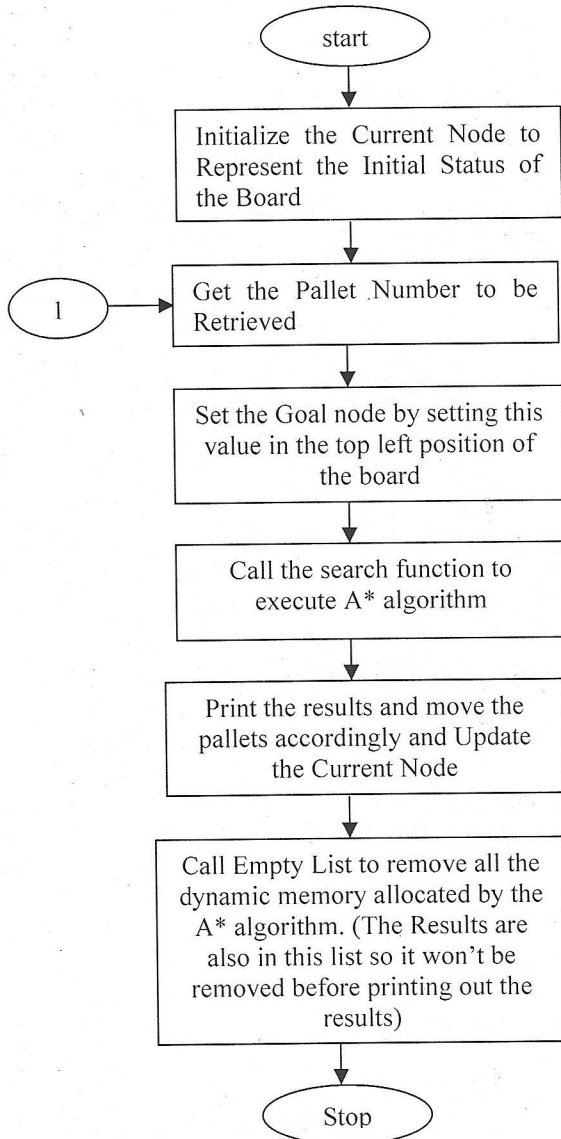 start
Initialize the Current Node to
Represent the Initial Status of
the Board
1
Get the Pallet Number to be
Retrieved
Set the Goal node by setting this
value in the top left position of
the board
Call the search function to
execute A* algorithm
Print the results and move the
pallets accordingly and Update
the Current Node
Call Empty List to remove all the
dynamic memory allocated by the
A* algorithm. (The Results are
also in this list so it won't be
removed before printing out the
results)
Stop